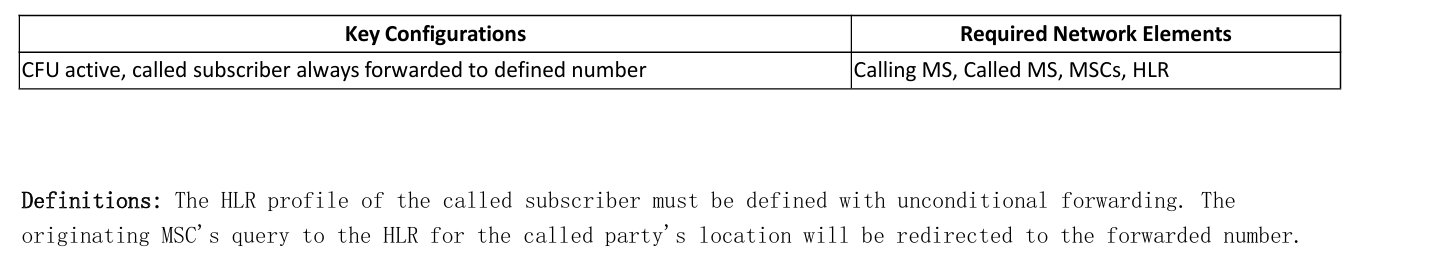 Key Configurations Required Network Elements
CFU active, called subscriber always forwarded to defined number Calling MS, Called MS, MSCs, HLR
Definitions: The HLR profile of the called subscriber must be defined with unconditional forwarding. The
originating MSC's query to the HLR for the called party's location will be redirected to the forwarded number.